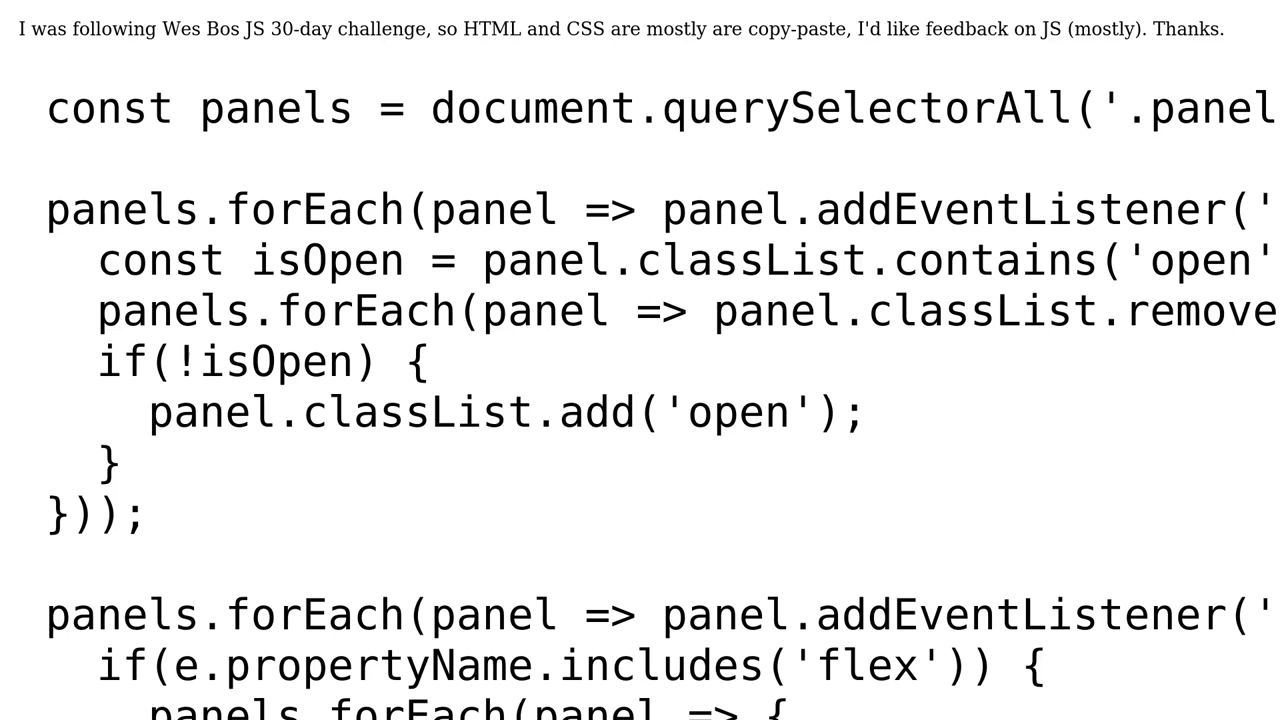 I was following Wes Bos JS 30-day challenge, so HTML and CSS are mostly are copy-paste, I'd like feedback on JS (mostly). Thanks.
const panels = document.querySelectorAll('.panel
panels.forEach(panel => panel.addEventListener('
  const isOpen = panel.classList.contains('open'
  panels.forEach(panel => panel.classList.remove
  if(!isOpen) {
    panel.classList.add('open');
  }
}));
panels.forEach(panel => panel.addEventListener('
  if(e.propertyName.includes('flex')) {
    panels.forEach(panel => {